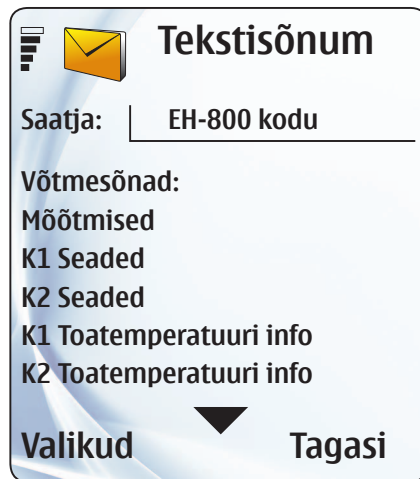 Tekstisõnum
Saatja: EH-800 kodu
Võtmesõnad:
Mõõtmised
K1 Seaded
K2 Seaded
K1 Toatemperatuuri info
K2 Toatemperatuuri info
Valikud Tagasi